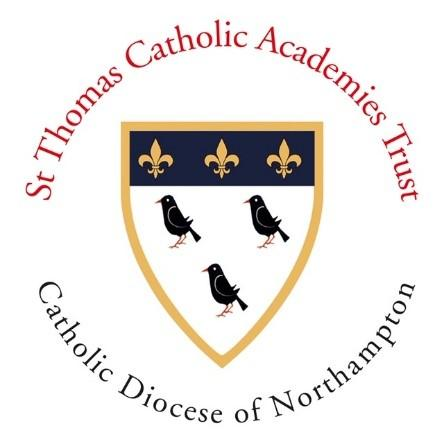 St Thomas Catholic Academies Trust
Catholic Diocese of Northampton